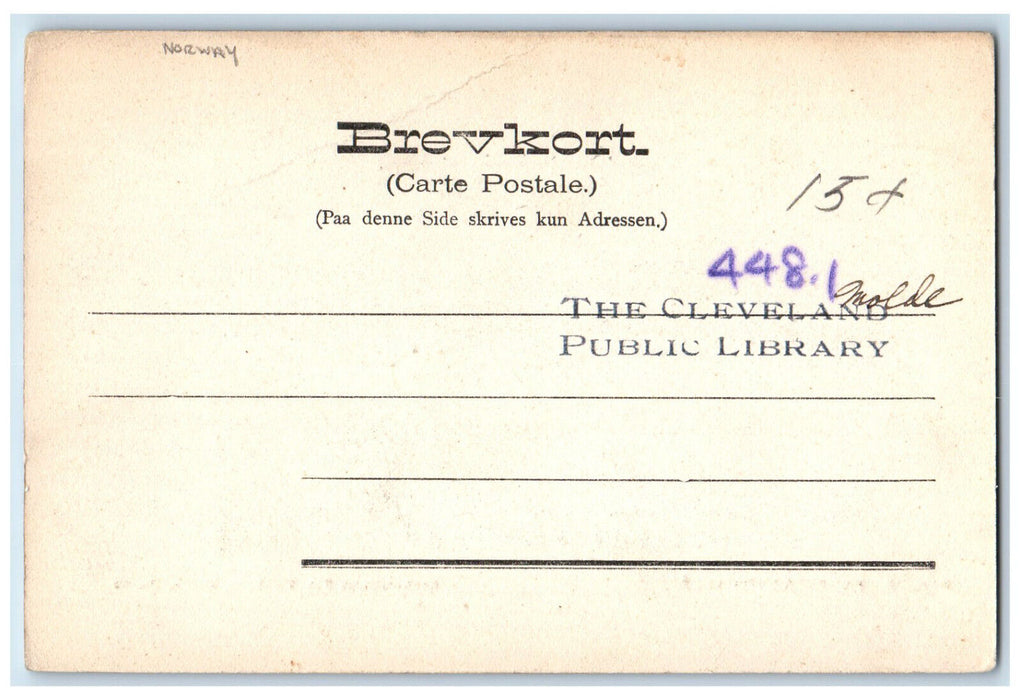 NORWAY
Brevkort.
(Carte Postale.)
(Paa denne Side skrives kun Adressen.)
15
448.1
Molde
THE CLEVELAND
PUBLIC LIBRARY